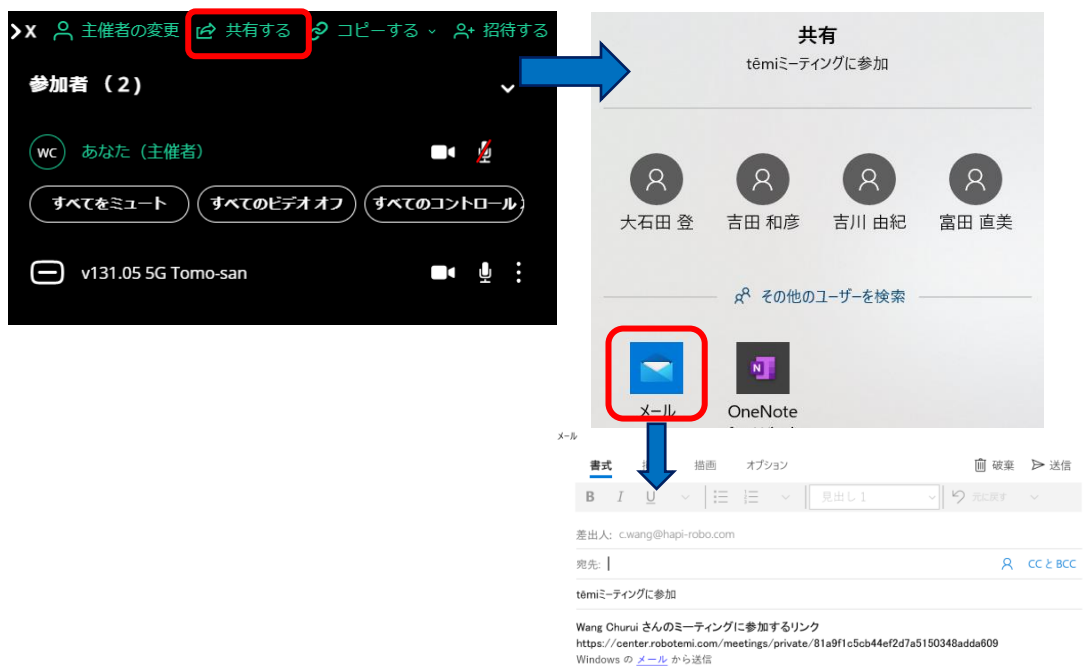 X 主催者の変更 共有する コピーする 招待する
参加者 (2)
WC あなた (主催者)
すべてをミュート すべてのビデオ オフ すべてのコントロール
v131.05 5G Tomo-san
共有
tēmiミーティングに参加
大石田 登 吉田 和彦 吉川 由紀 富田 直美
その他のユーザーを検索
メール OneNote
メール
書式 描画 オプション 破棄 送信
B I U 見出し 1 元に戻す
差出人: c.wang@hapi-robo.com
宛先: CC と BCC
tēmiミーティングに参加
Wang Churui さんのミーティングに参加するリンク
https://center.robotemi.com/meetings/private/81a9f1c5cb44ef2d7a5150348adda609
Windows の メール から送信